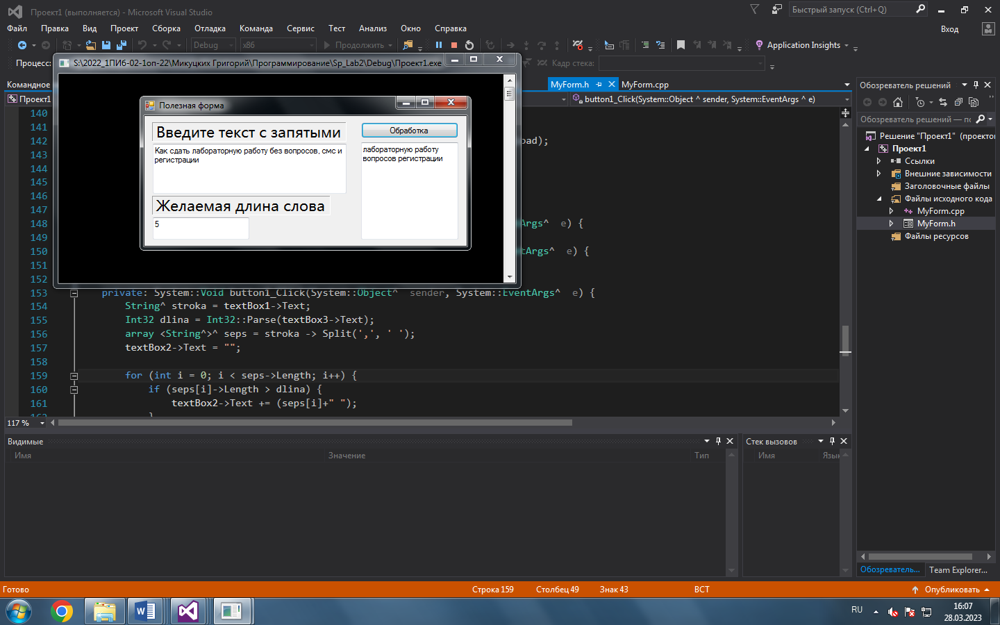 Проект1 (выполняется) - Microsoft Visual Studio
Быстрый запуск (Ctrl+Q)
Файл Правка Вид Проект Сборка Отладка Команда Сервис Тест Анализ Окно Справка
Вход
Debug x86 Продолжить Application Insights
Процесс:
S:\2022_1ПИб-02-1оп-22\Микуцких Григорий\Программирование\Sp_Lab2\Debug\Проект1.exe
Кадр стека:
Командное
MyForm.h
MyForm.cpp
Проект1
button1_Click(System::Object ^ sender, System::EventArgs ^ e)
Полезная форма
Введите текст с запятыми
Обработка
Как сдать лабораторную работу без вопросов, смс и
регистрации
лабораторную работу
вопросов регистрации
Желаемая длина слова
5
140
141
142 oad);
143
144
145
146
147
148 Args^ e) {
149
150 tArgs^ e) {
151
152
153 private: System::Void button1_Click(System::Object^ sender, System::EventArgs^ e) {
154 String^ stroka = textBox1->Text;
155 Int32 dlina = Int32::Parse(textBox3->Text);
156 array <String^>^ seps = stroka -> Split(',', ' ');
157 textBox2->Text = "";
158
159 for (int i = 0; i < seps->Length; i++) {
160 if (seps[i]->Length > dlina) {
161 textBox2->Text += (seps[i]+" ");
162 }
117 %
Обозреватель решений
Обозреватель решений — по
Решение "Проект1" (проектов
Проект1
Ссылки
Внешние зависимости
Заголовочные файлы
Файлы исходного кода
MyForm.cpp
MyForm.h
Файлы ресурсов
Видимые
Имя Значение Тип
Стек вызовов
Имя Язык
Обозреватель... Team Explorer...
Готово Строка 159 Столбец 49 Знак 43 ВСТ Опубликовать
RU
16:07
28.03.2023